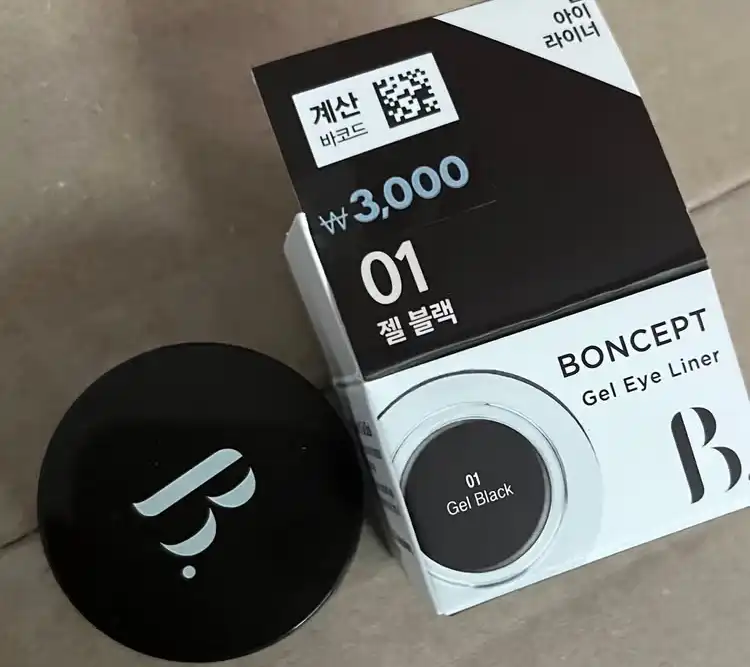 아이
라이너
계산
바코드
₩3,000
01
젤 블랙
BONCEPT
Gel Eye Liner
B.
01
Gel Black
B.